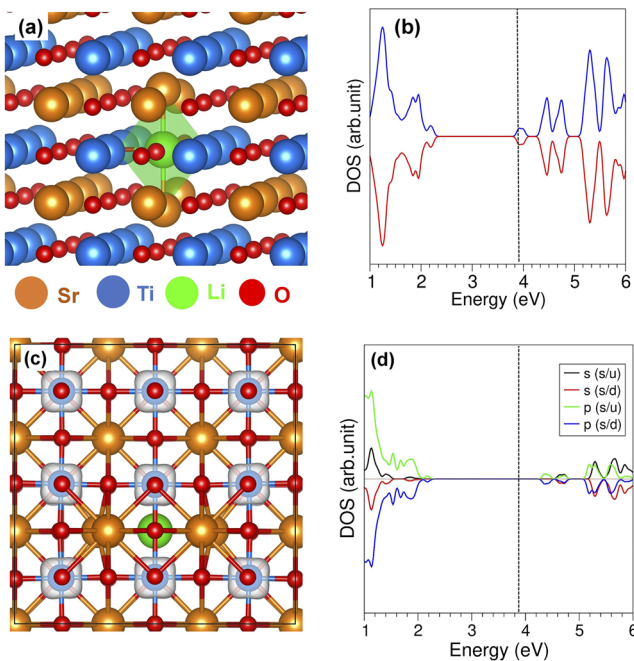 (a)
Sr Ti Li O
(b)
DOS (arb.unit)
1 2 3 4 5 6
Energy (eV)
(c)
(d)
s (s/u)
s (s/d)
p (s/u)
p (s/d)
DOS (arb.unit)
1 2 3 4 5 6
Energy (eV)